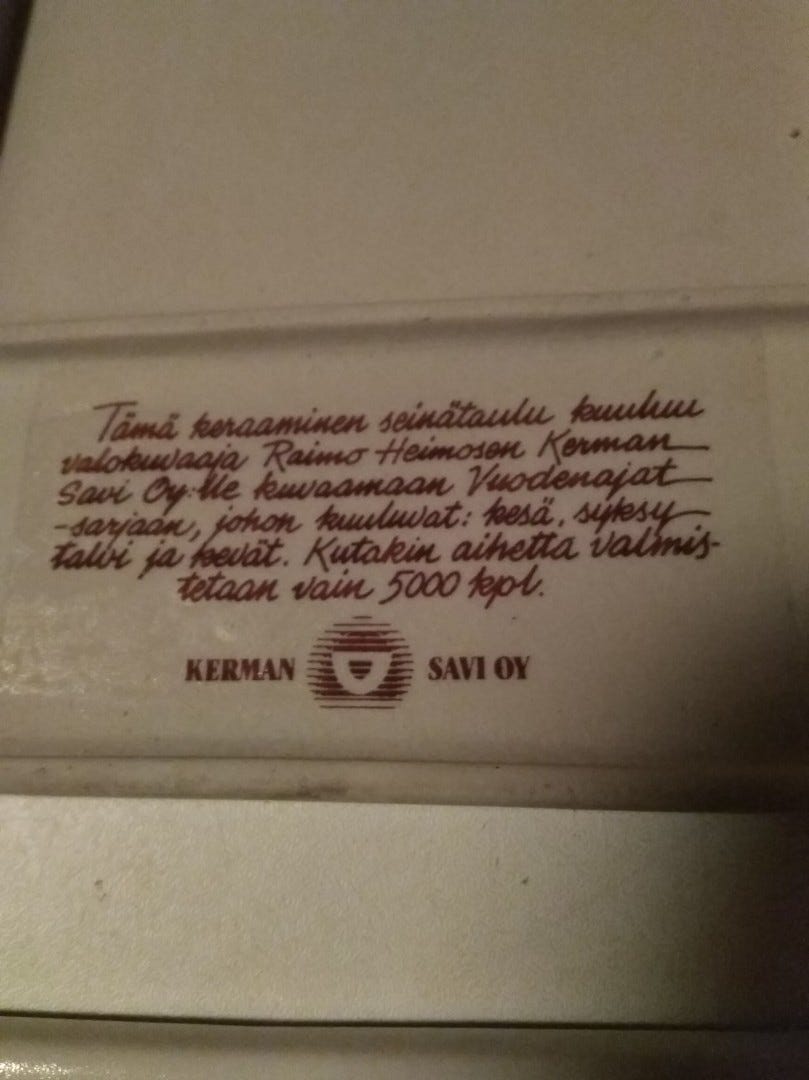 Tämä keraaminen seinätaulu kuuluu
valokuvaaja Raimo Heimosen Kerman
Savi Oy:lle kuvaamaan Vuodenajat
-sarjaan, johon kuuluvat: kesä, syksy
talvi ja kevät. Kutakin aihetta valmis-
tetaan vain 5000 kpl.
KERMAN SAVI OY